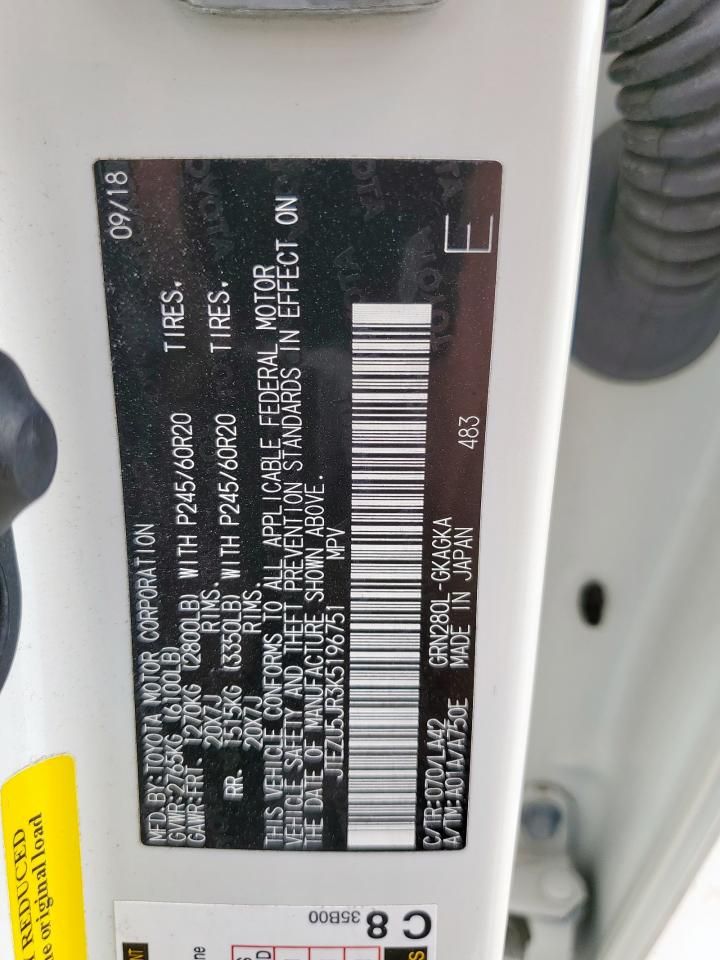 MFD. BY:TOYOTA MOTOR CORPORATION 09/18
GVWR:2765KG (6100LB)
GAWR:FRT. 1270KG (2800LB) WITH P245/60R20 TIRES.
20X7J RIMS.
RR. 1515KG (3350LB) WITH P245/60R20 TIRES.
20X7J RIMS.
THIS VEHICLE CONFORMS TO ALL APPLICABLE FEDERAL MOTOR
VEHICLE SAFETY AND THEFT PREVENTION STANDARDS IN EFFECT ON
THE DATE OF MANUFACTURE SHOWN ABOVE.
JTEZU5JR3K5196751 MPV
C/TR:070/LA42 GRN280L-GKAGKA 483
A/TM:A01A/A750E MADE IN JAPAN
E
REDUCED
original load
C 8
35B00